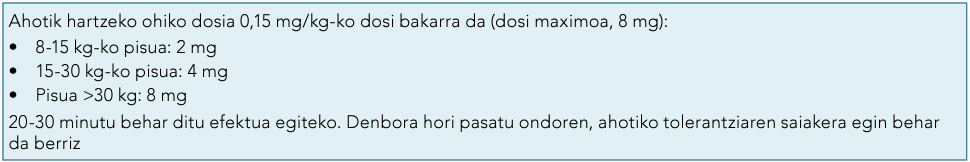 Ahotik hartzeko ohiko dosia 0,15 mg/kg-ko dosi bakarra da (dosi maximoa, 8 mg):
• 8-15 kg-ko pisua: 2 mg
• 15-30 kg-ko pisua: 4 mg
• Pisua >30 kg: 8 mg
20-30 minutu behar ditu efektua egiteko. Denbora hori pasatu ondoren, ahotiko tolerantziaren saiakera egin behar
da berriz